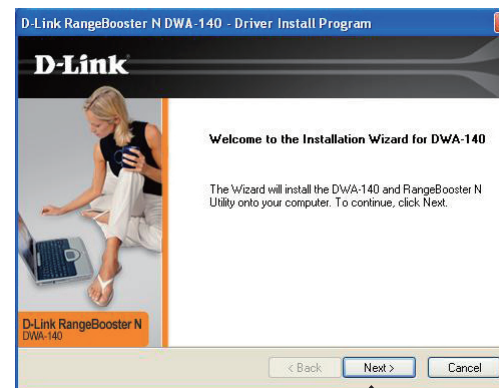 D-Link RangeBooster N DWA-140 - Driver Install Program
D-Link
Welcome to the Installation Wizard for DWA-140
The Wizard will install the DWA-140 and RangeBooster N
Utility onto your computer. To continue, click Next.
D-Link RangeBooster N
DWA-140
< Back
Next >
Cancel